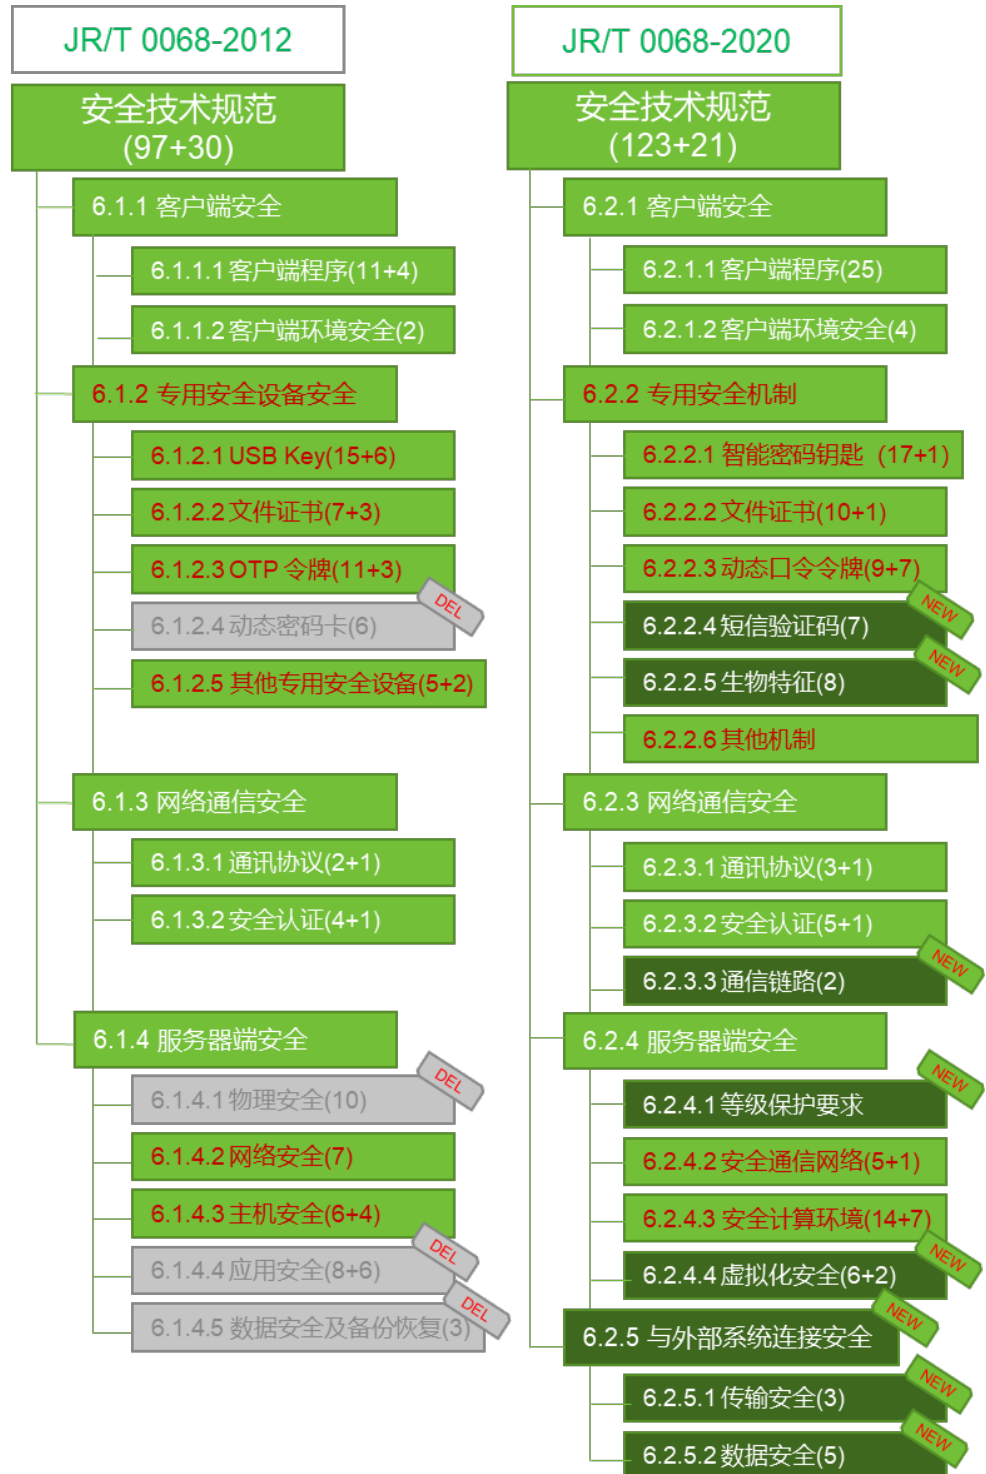 JR/T 0068-2012
安全技术规范
(97+30)
6.1.1 客户端安全
6.1.1.1 客户端程序(11+4)
6.1.1.2 客户端环境安全(2)
6.1.2 专用安全设备安全
6.1.2.1 USB Key(15+6)
6.1.2.2 文件证书(7+3)
6.1.2.3 OTP 令牌(11+3)
DEL
6.1.2.4 动态密码卡(6)
6.1.2.5 其他专用安全设备(5+2)
6.1.3 网络通信安全
6.1.3.1 通讯协议(2+1)
6.1.3.2 安全认证(4+1)
6.1.4 服务器端安全
DEL
6.1.4.1 物理安全(10)
6.1.4.2 网络安全(7)
6.1.4.3 主机安全(6+4)
DEL
6.1.4.4 应用安全(8+6)
DEL
6.1.4.5 数据安全及备份恢复(3)
JR/T 0068-2020
安全技术规范
(123+21)
6.2.1 客户端安全
6.2.1.1 客户端程序(25)
6.2.1.2 客户端环境安全(4)
6.2.2 专用安全机制
6.2.2.1 智能密码钥匙（17+1)
6.2.2.2 文件证书(10+1)
6.2.2.3 动态口令令牌(9+7)
NEW
6.2.2.4 短信验证码(7)
NEW
6.2.2.5 生物特征(8)
6.2.2.6 其他机制
6.2.3 网络通信安全
6.2.3.1 通讯协议(3+1)
6.2.3.2 安全认证(5+1)
NEW
6.2.3.3 通信链路(2)
6.2.4 服务器端安全
NEW
6.2.4.1 等级保护要求
6.2.4.2 安全通信网络(5+1)
6.2.4.3 安全计算环境(14+7)
NEW
6.2.4.4 虚拟化安全(6+2)
NEW
6.2.5 与外部系统连接安全
NEW
6.2.5.1 传输安全(3)
NEW
6.2.5.2 数据安全(5)